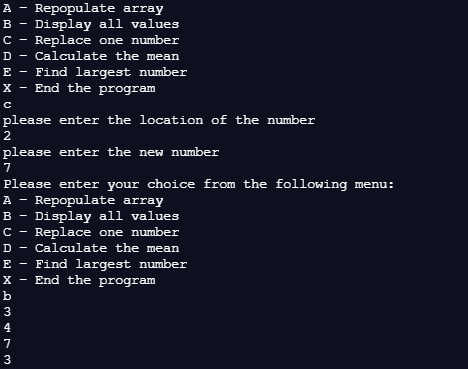 A - Repopulate array
B - Display all values
C - Replace one number
D - Calculate the mean
E - Find largest number
X - End the program
c
please enter the location of the number
2
please enter the new number
7
Please enter your choice from the following menu:
A - Repopulate array
B - Display all values
C - Replace one number
D - Calculate the mean
E - Find largest number
X - End the program
b
3
4
7
3